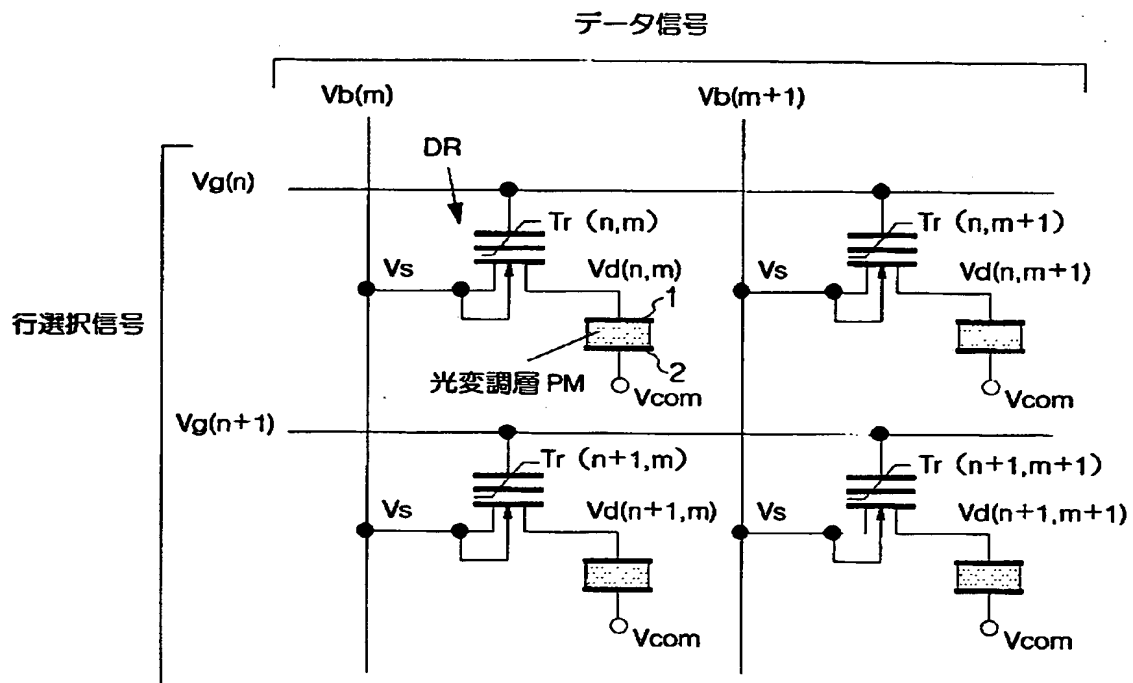 データ信号
Vb(m)
Vb(m+1)
DR
Vg(n)
Tr (n,m)
Tr (n,m+1)
Vs
Vd(n,m)
Vs
Vd(n,m+1)
1
行選択信号
光変調層 PM
2
Vcom
Vcom
Vg(n+1)
Tr (n+1,m)
Tr (n+1,m+1)
Vs
Vd(n+1,m)
Vs
Vd(n+1,m+1)
Vcom
Vcom